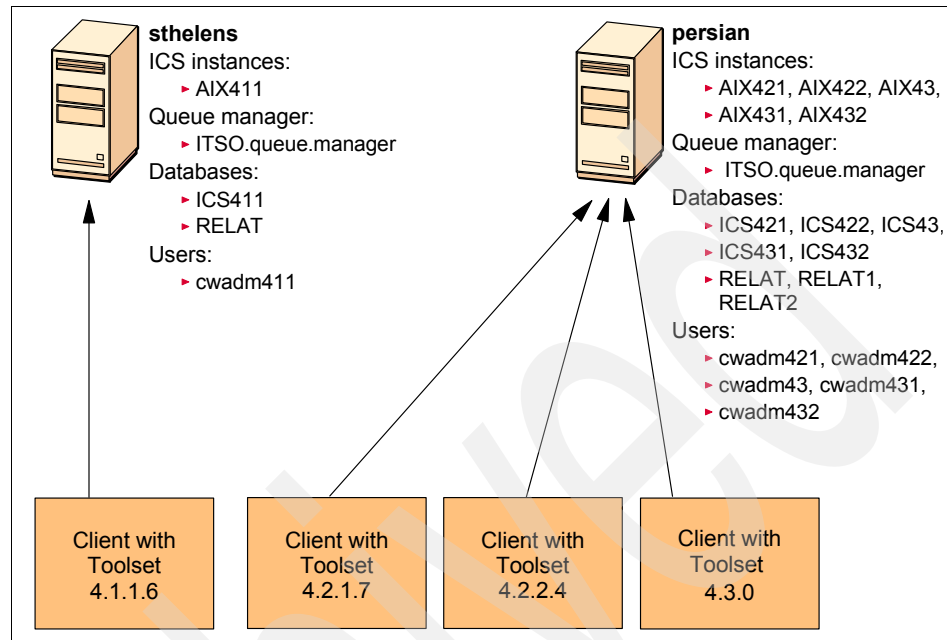 sthelens
ICS instances:
► AIX411
Queue manager:
► ITSO.queue.manager
Databases:
► ICS411
► RELAT
Users:
► cwadm411
persian
ICS instances:
► AIX421, AIX422, AIX43,
► AIX431, AIX432
Queue manager:
► ITSO.queue.manager
Databases:
► ICS421, ICS422, ICS43,
► ICS431, ICS432
► RELAT, RELAT1,
RELAT2
Users:
► cwadm421, cwadm422,
► cwadm43, cwadm431,
► cwadm432
Client with
Toolset
4.1.1.6
Client with
Toolset
4.2.1.7
Client with
Toolset
4.2.2.4
Client with
Toolset
4.3.0